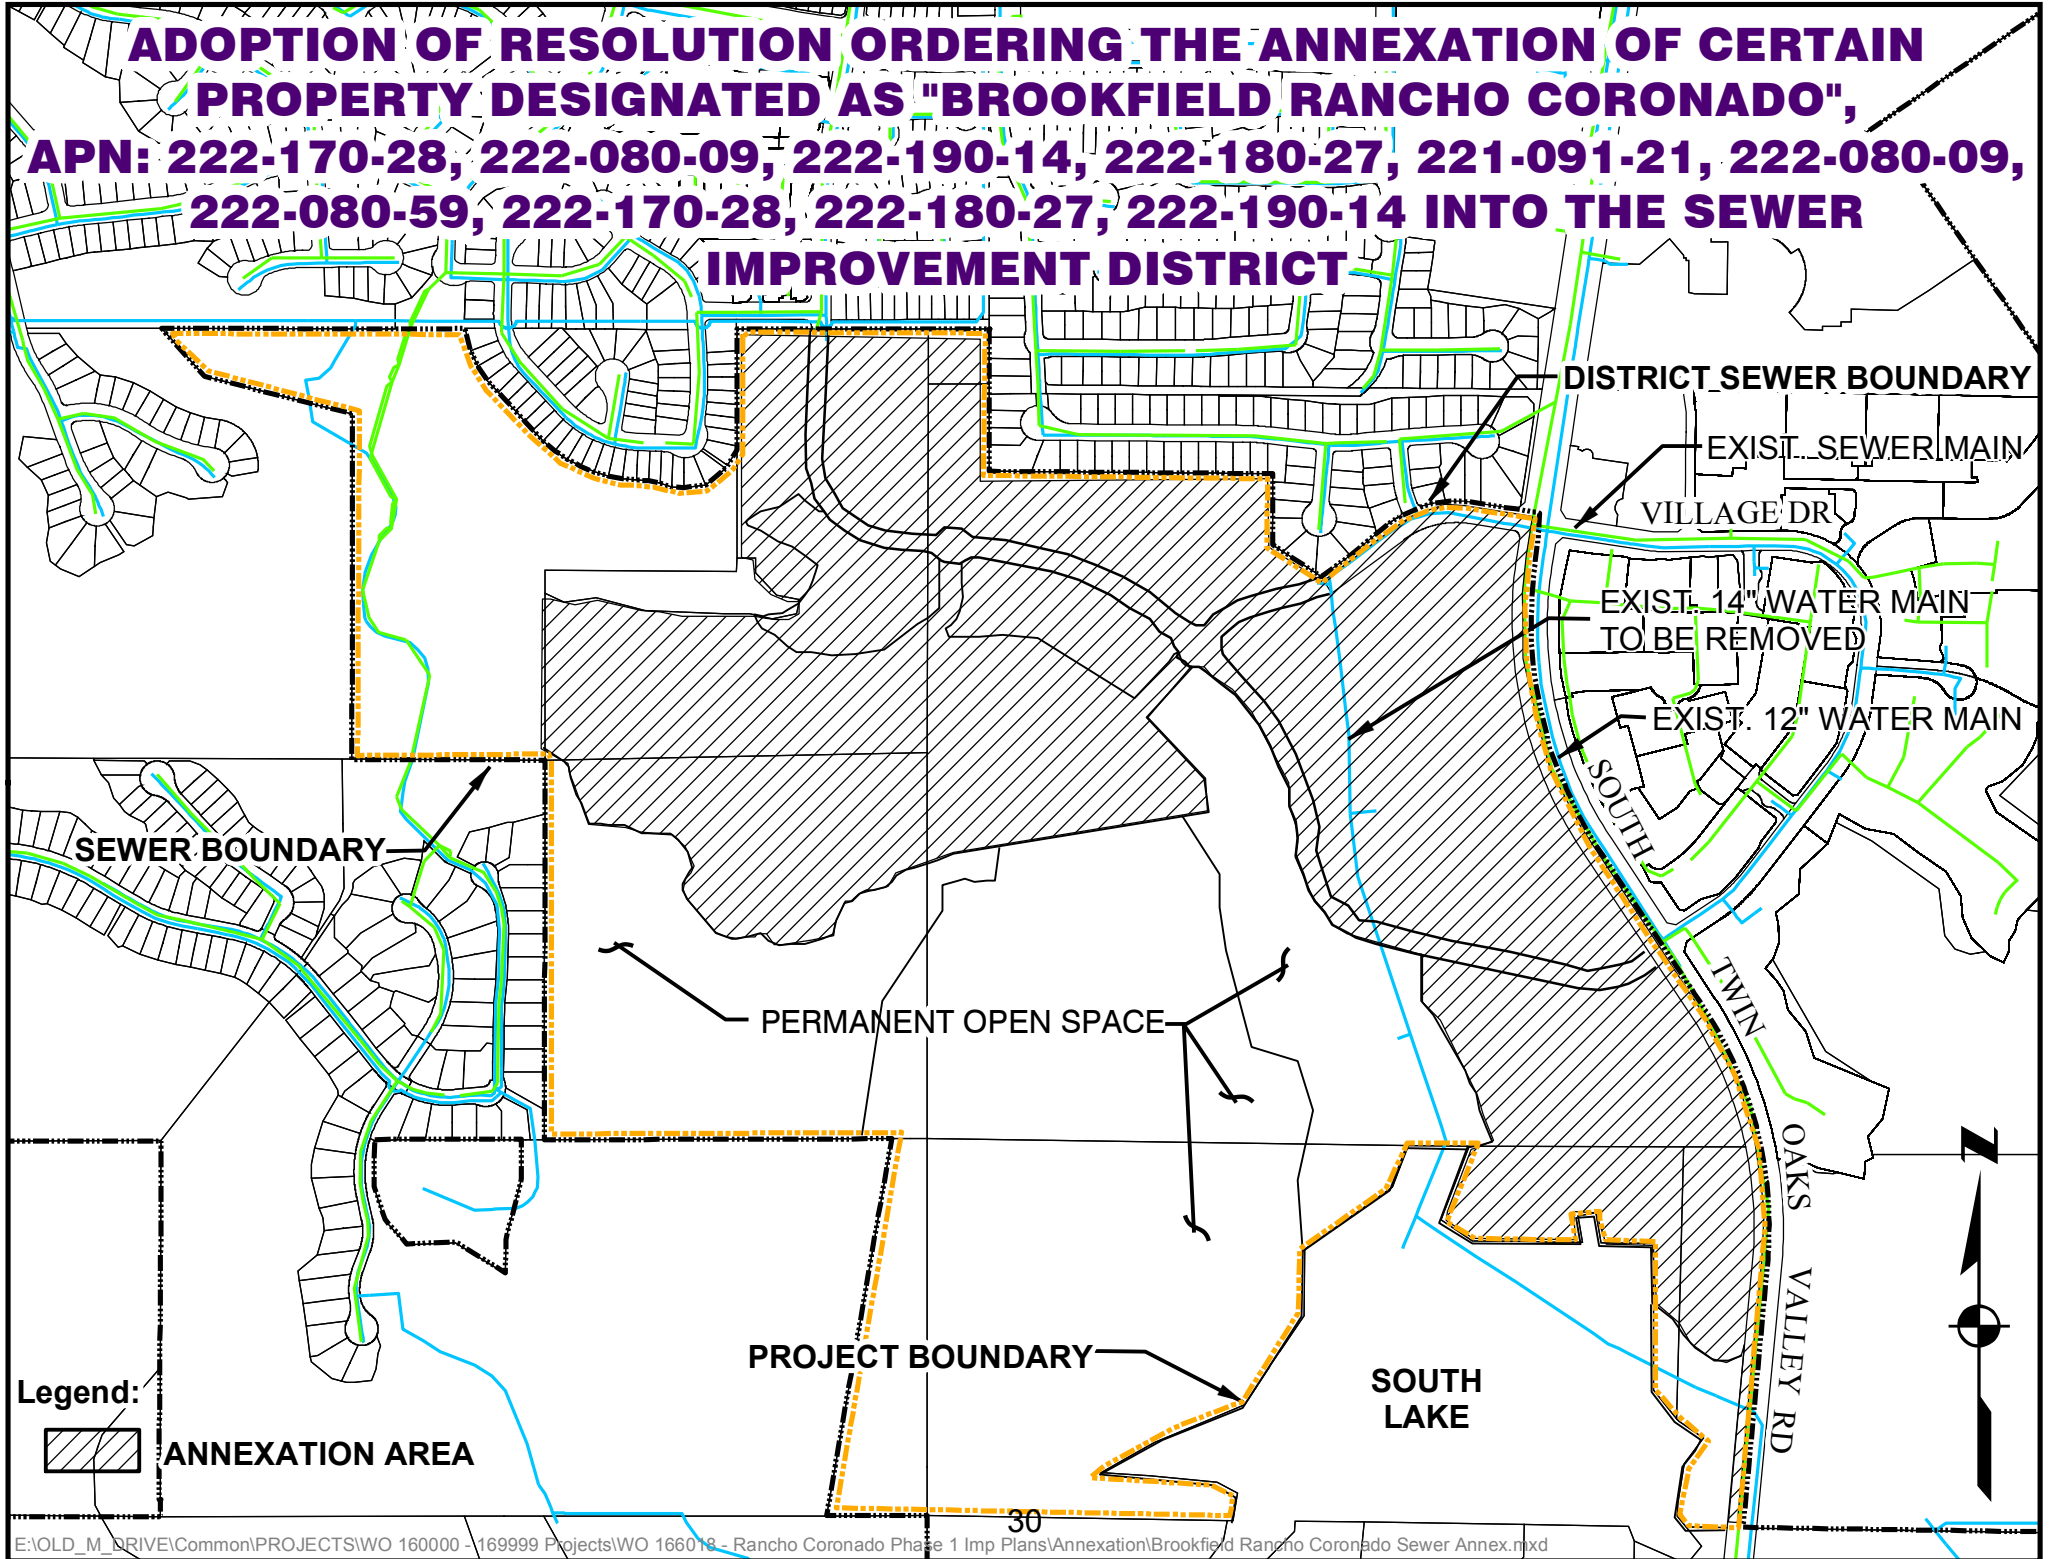 ADOPTION OF RESOLUTION ORDERING THE ANNEXATION OF CERTAIN
PROPERTY DESIGNATED AS "BROOKFIELD RANCHO CORONADO",
APN: 222-170-28, 222-080-09, 222-190-14, 222-180-27, 221-091-21, 222-080-09,
222-080-59, 222-170-28, 222-180-27, 222-190-14 INTO THE SEWER
IMPROVEMENT DISTRICT
DISTRICT SEWER BOUNDARY
EXIST. SEWER MAIN
VILLAGE DR
EXIST. 14" WATER MAIN
TO BE REMOVED
EXIST. 12" WATER MAIN
SOUTH
SEWER BOUNDARY
TWIN
PERMANENT OPEN SPACE
OAKS
N
VALLEY RD
PROJECT BOUNDARY
SOUTH
LAKE
Legend:
ANNEXATION AREA
30
E:\OLD_M_DRIVE\Common\PROJECTS\WO 160000 - 169999 Projects\WO 166018 - Rancho Coronado Phase 1 Imp Plans\Annexation\Brookfield Rancho Coronado Sewer Annex.mxd